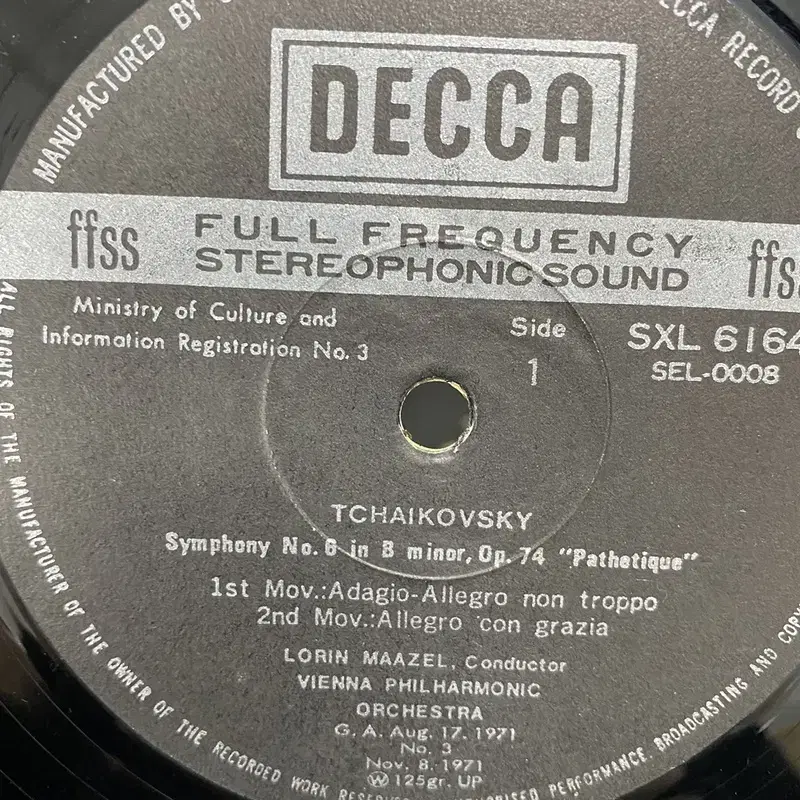 MANUFACTURED BY
DECCA RECORD
DECCA
ffss FULL FREQUENCY ffss
STEREOPHONIC SOUND
Ministry of Culture and
Information Registration No. 3
Side
1
SXL 6164
SEL-0008
TCHAIKOVSKY
Symphony No. 6 in B minor, Op. 74 "Pathetique"
1st Mov.:Adagio-Allegro non troppo
2nd Mov.:Allegro con grazia
LORIN MAAZEL, Conductor
VIENNA PHILHARMONIC
ORCHESTRA
G. A. Aug. 17. 1971
No. 3
Nov. 8. 1971
Ⓦ 125gr. UP
ALL RIGHTS OF THE MANUFACTURER OF THE OWNER OF THE RECORDED WORK RESERVED PERFORMANCE, BROADCASTING AND